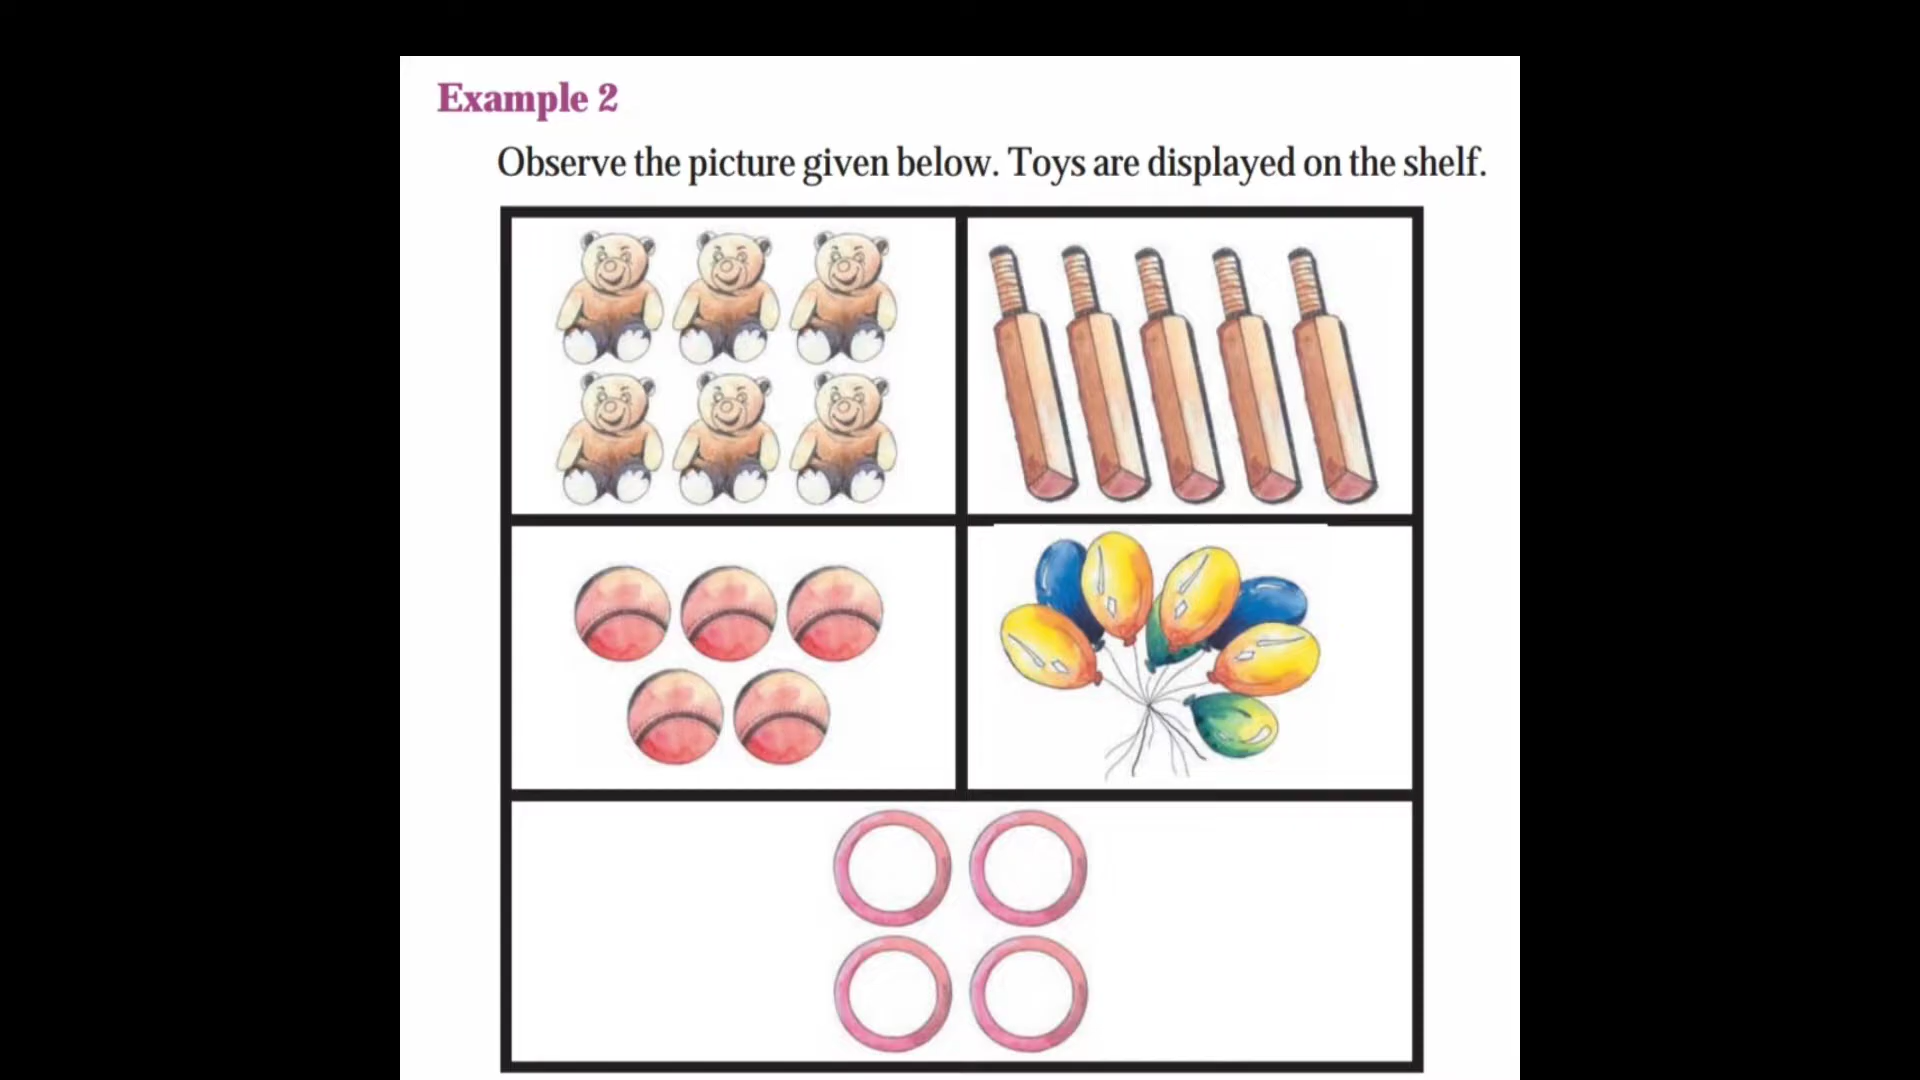 Example 2
Observe the picture given below. Toys are displayed on the shelf.